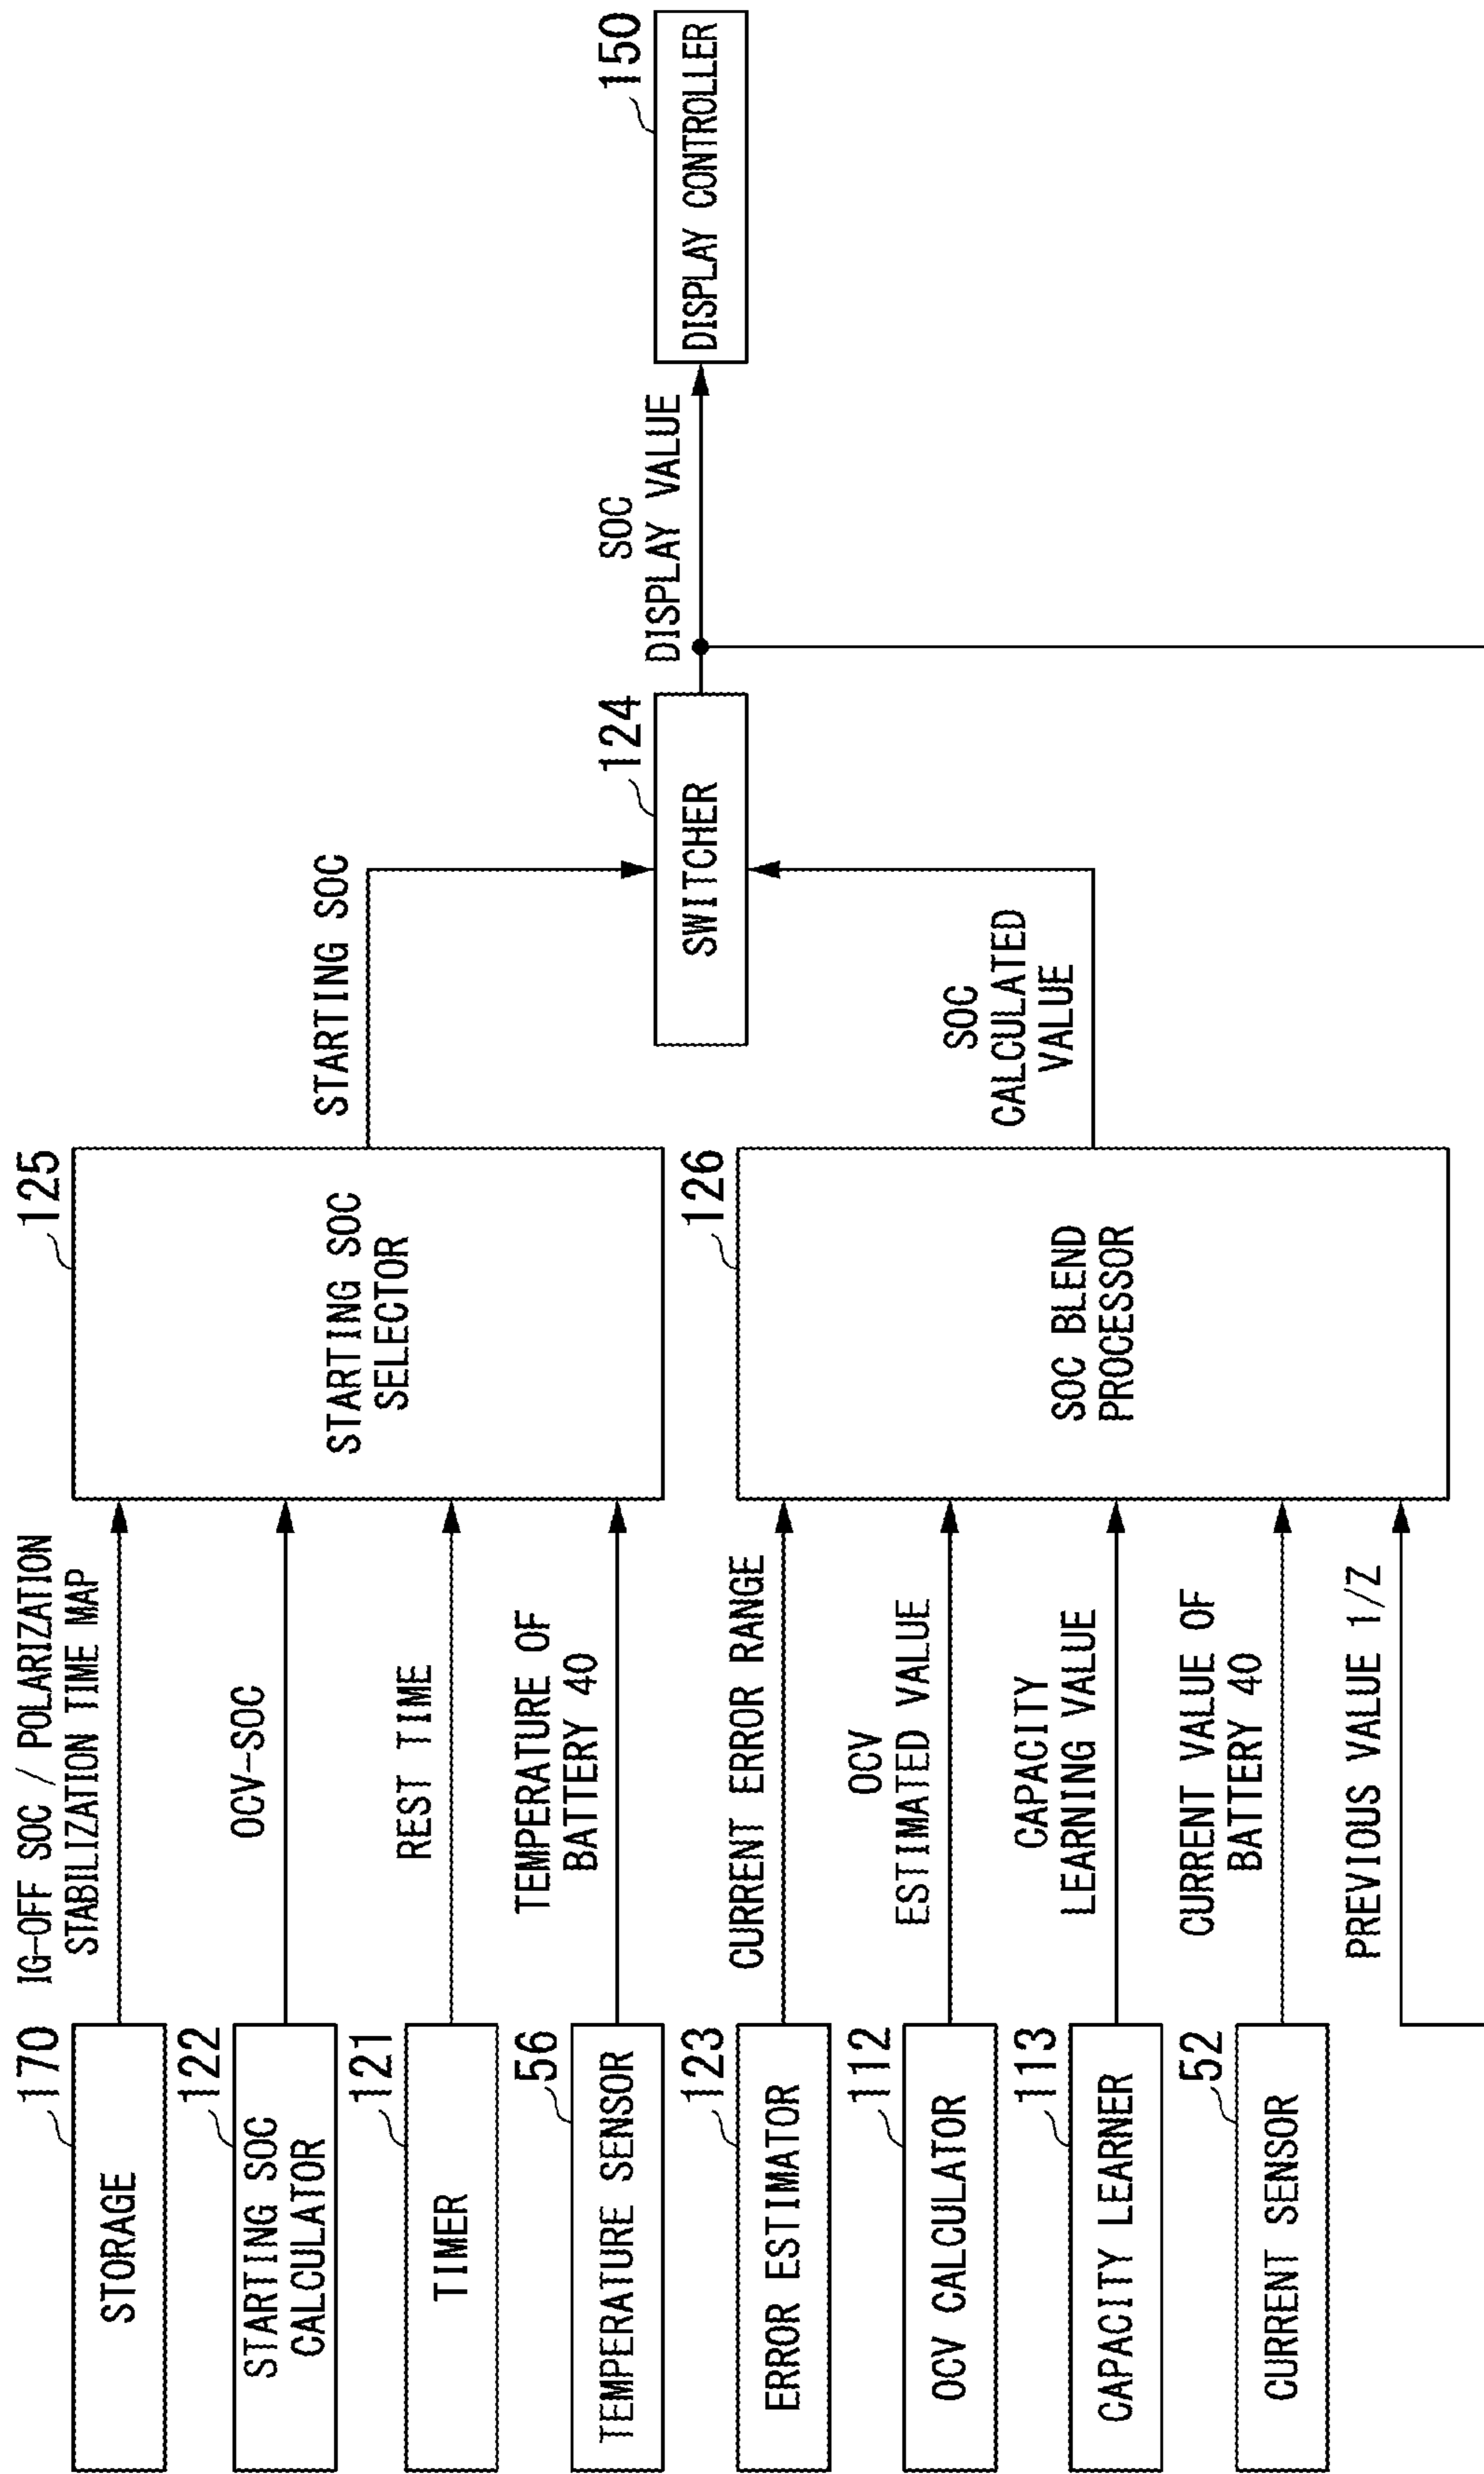 STORAGE
170
IG-OFF SOC / POLARIZATION
STABILIZATION TIME MAP
STARTING SOC
CALCULATOR
122
OCV-SOC
TIMER
121
REST TIME
TEMPERATURE SENSOR
56
TEMPERATURE OF
BATTERY 40
STARTING SOC
SELECTOR
125
STARTING SOC
ERROR ESTIMATOR
123
CURRENT ERROR RANGE
OCV CALCULATOR
112
OCV
ESTIMATED VALUE
CAPACITY LEARNER
113
CAPACITY
LEARNING VALUE
CURRENT SENSOR
52
CURRENT VALUE OF
BATTERY 40
PREVIOUS VALUE 1/Z
SOC BLEND
PROCESSOR
126
SOC
CALCULATED
VALUE
SWITCHER
124
SOC
DISPLAY VALUE
DISPLAY CONTROLLER
150